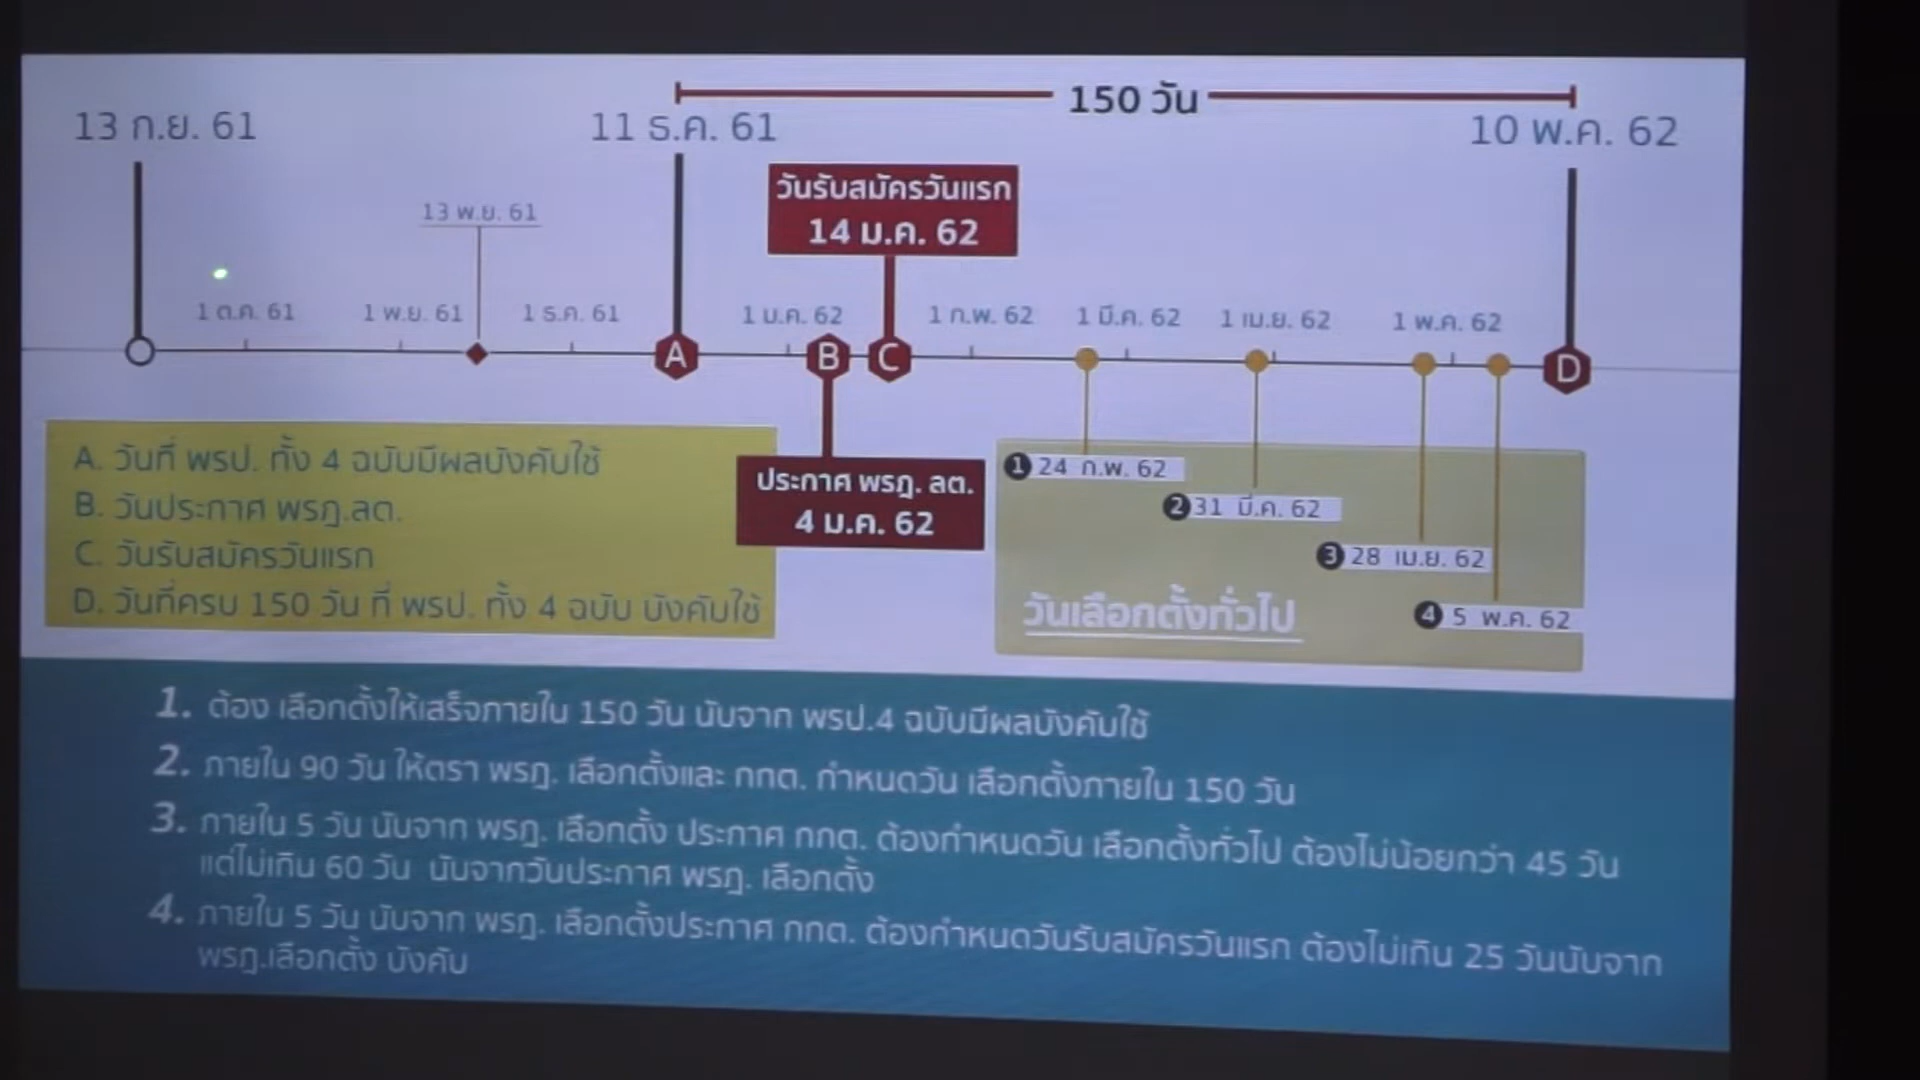 150 วัน
13 ก.ย. 61
11 ธ.ค. 61
10 พ.ค. 62
วันรับสมัครวันแรก
14 ม.ค. 62
13 พ.ย. 61
1 ต.ค. 61
1 พ.ย. 61
1 ธ.ค. 61
1 ม.ค. 62
1 ก.พ. 62
1 มี.ค. 62
1 เม.ย. 62
1 พ.ค. 62
A
B
C
D
A. วันที่ พรป. ทั้ง 4 ฉบับมีผลบังคับใช้
B. วันประกาศ พรฎ.ลต.
C. วันรับสมัครวันแรก
D. วันที่ครบ 150 วัน ที่ พรป. ทั้ง 4 ฉบับ บังคับใช้
ประกาศ พรฎ. ลต.
4 ม.ค. 62
1 24 ก.พ. 62
2 31 มี.ค. 62
3 28 เม.ย. 62
4 5 พ.ค. 62
วันเลือกตั้งทั่วไป
1. ต้อง เลือกตั้งให้เสร็จภายใน 150 วัน นับจาก พรป.4 ฉบับมีผลบังคับใช้
2. ภายใน 90 วัน ให้ตรา พรฎ. เลือกตั้งและ กกต. กำหนดวัน เลือกตั้งภายใน 150 วัน
3. ภายใน 5 วัน นับจาก พรฎ. เลือกตั้ง ประกาศ กกต. ต้องกำหนดวัน เลือกตั้งทั่วไป ต้องไม่น้อยกว่า 45 วัน
แต่ไม่เกิน 60 วัน นับจากวันประกาศ พรฎ. เลือกตั้ง
4. ภายใน 5 วัน นับจาก พรฎ. เลือกตั้งประกาศ กกต. ต้องกำหนดวันรับสมัครวันแรก ต้องไม่เกิน 25 วันนับจาก
พรฎ.เลือกตั้ง บังคับ